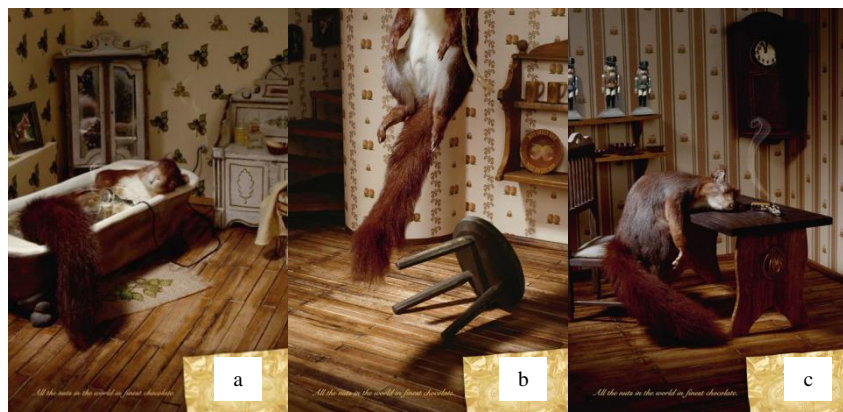 All the nuts in the world in finest chocolate.
a
All the nuts in the world in finest chocolate.
b
All the nuts in the world in finest chocolate.
c